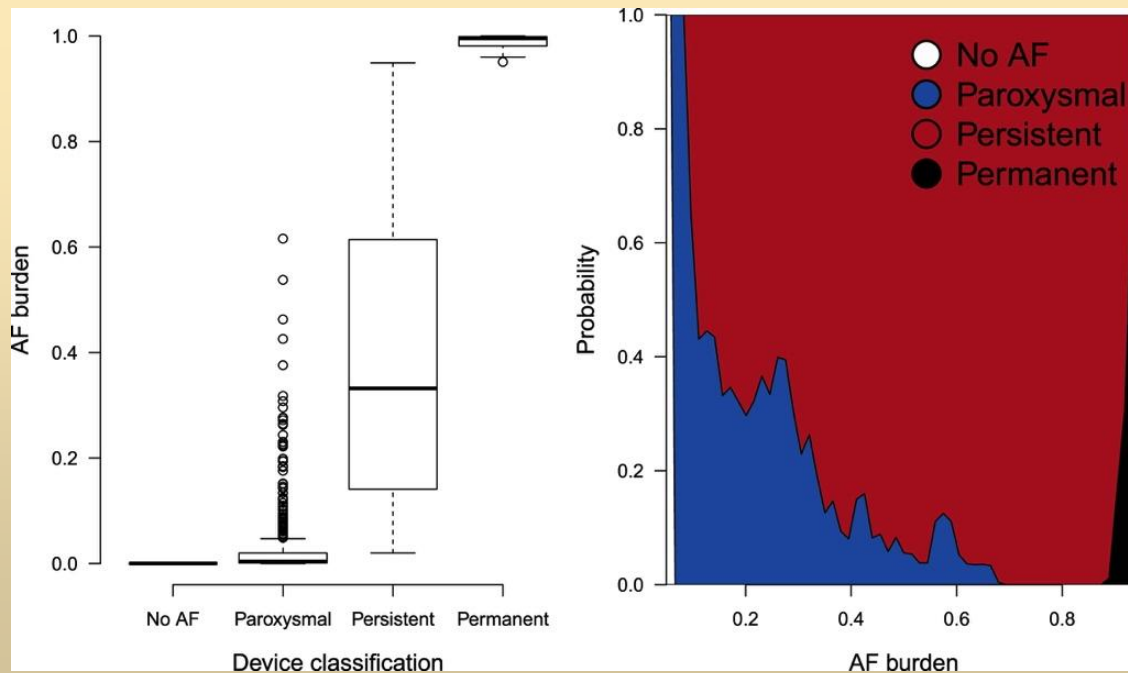 1.0
0.8
0.6
0.4
0.2
0.0
AF burden
No AF
Paroxysmal
Persistent
Permanent
Device classification
1.0
0.8
0.6
0.4
0.2
0.0
Probability
No AF
Paroxysmal
Persistent
Permanent
0.2
0.4
0.6
0.8
AF burden